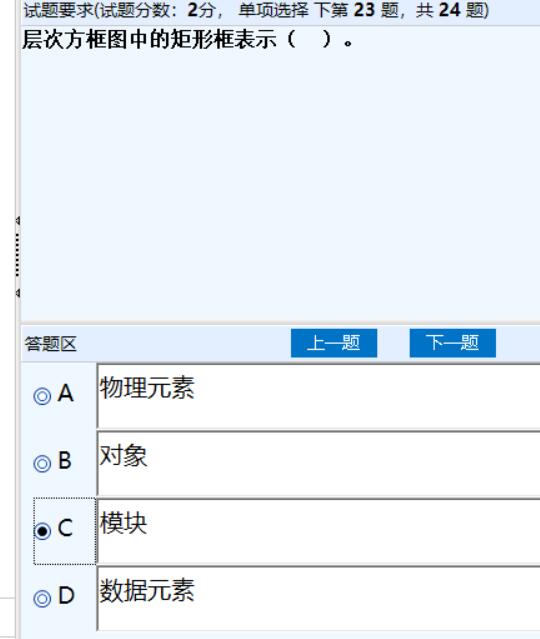 试题要求(试题分数：2分， 单项选择 下第 23 题，共 24 题)
层次方框图中的矩形框表示（ ）。
答题区
上一题 下一题
A 物理元素
B 对象
C 模块
D 数据元素